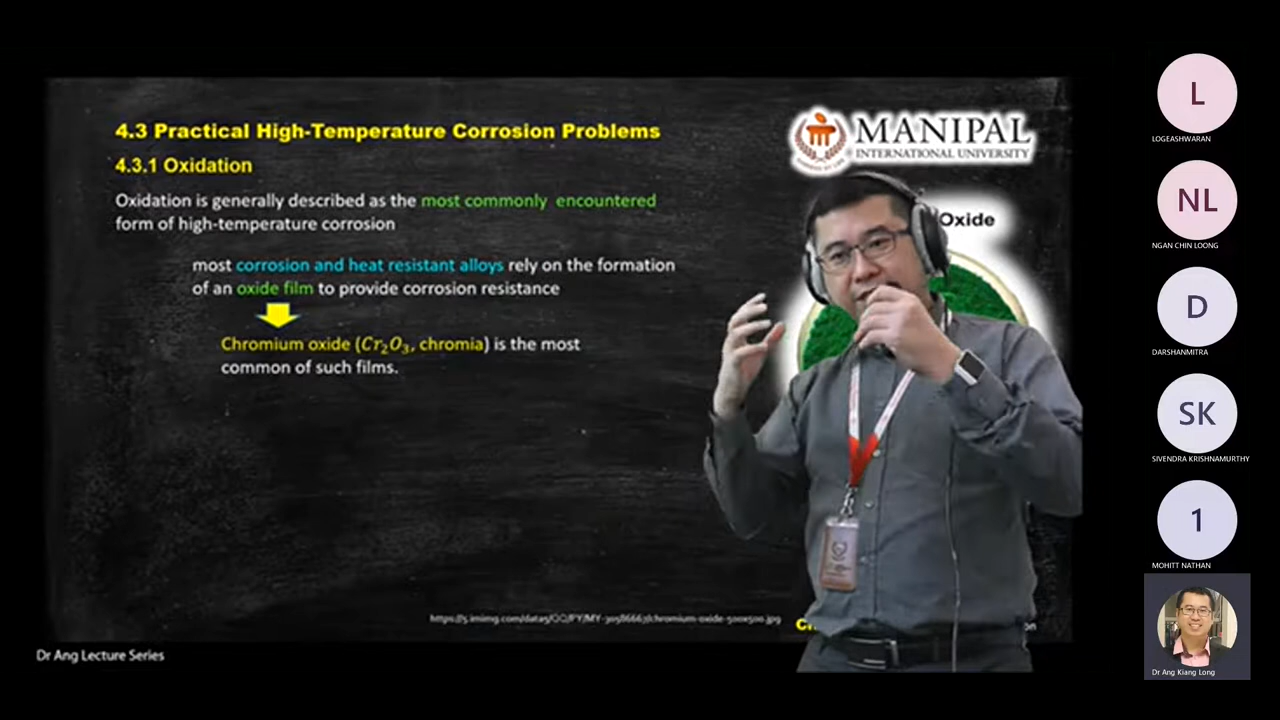 4.3 Practical High-Temperature Corrosion Problems
4.3.1 Oxidation
Oxidation is generally described as the most commonly encountered
form of high-temperature corrosion
most corrosion and heat resistant alloys rely on the formation
of an oxide film to provide corrosion resistance
Chromium oxide (Cr₂O₃, chromia) is the most
common of such films.
MANIPAL
INTERNATIONAL UNIVERSITY
Oxide
Dr Ang Lecture Series
L
LOGEASHWARAN
NL
NGAN CHIN LOONG
D
DARSHANMITRA
SK
SIVENDRA KRISHNAMURTHY
1
MOHITT NATHAN
Dr Ang Kiang Long